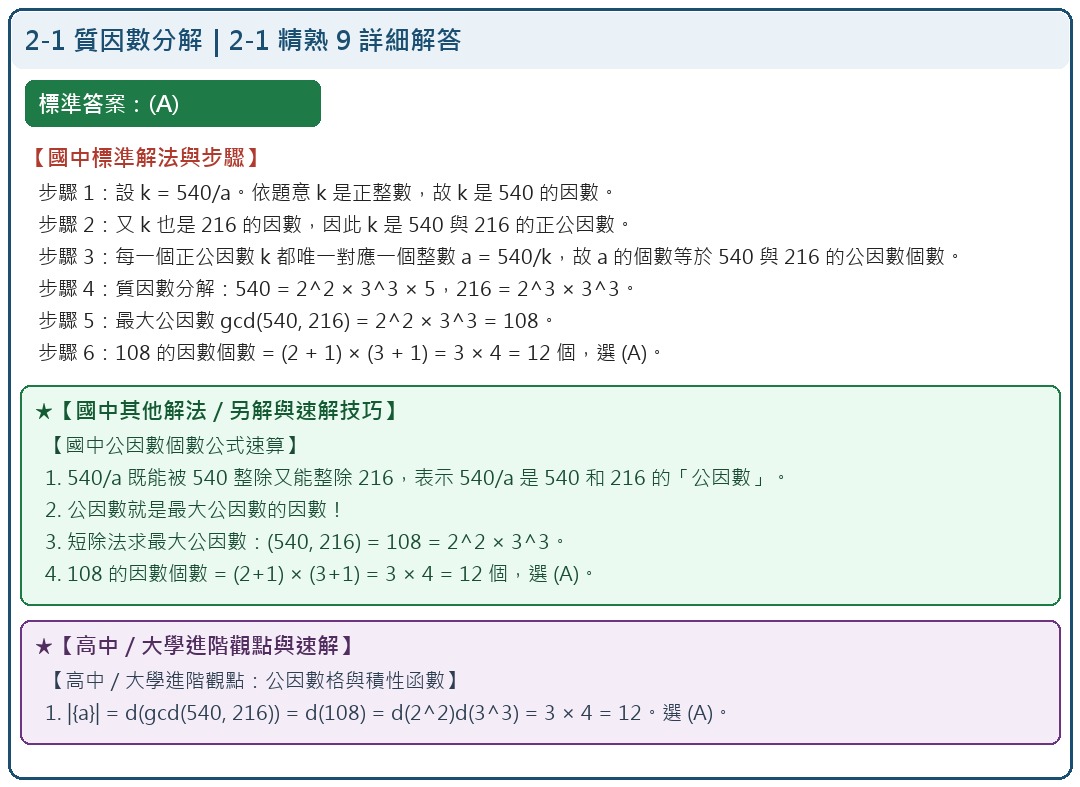 2-1 質因數分解 | 2-1 精熟 9 詳細解答
標準答案：(A)
【國中標準解法與步驟】
步驟 1：設 k = 540/a。依題意 k 是正整數，故 k 是 540 的因數。
步驟 2：又 k 也是 216 的因數，因此 k 是 540 與 216 的正公因數。
步驟 3：每一個正公因數 k 都唯一對應一個整數 a = 540/k，故 a 的個數等於 540 與 216 的公因數個數。
步驟 4：質因數分解：540 = 2^2 × 3^3 × 5，216 = 2^3 × 3^3。
步驟 5：最大公因數 gcd(540, 216) = 2^2 × 3^3 = 108。
步驟 6：108 的因數個數 = (2 + 1) × (3 + 1) = 3 × 4 = 12 個，選 (A)。
★【國中其他解法 / 另解與速解技巧】
【國中公因數個數公式速算】
1. 540/a 既能被 540 整除又能整除 216，表示 540/a 是 540 和 216 的「公因數」。
2. 公因數就是最大公因數的因數！
3. 短除法求最大公因數：(540, 216) = 108 = 2^2 × 3^3。
4. 108 的因數個數 = (2+1) × (3+1) = 3 × 4 = 12 個，選 (A)。
★【高中 / 大學進階觀點與速解】
【高中 / 大學進階觀點：公因數格與積性函數】
1. |{a}| = d(gcd(540, 216)) = d(108) = d(2^2)d(3^3) = 3 × 4 = 12。選 (A)。